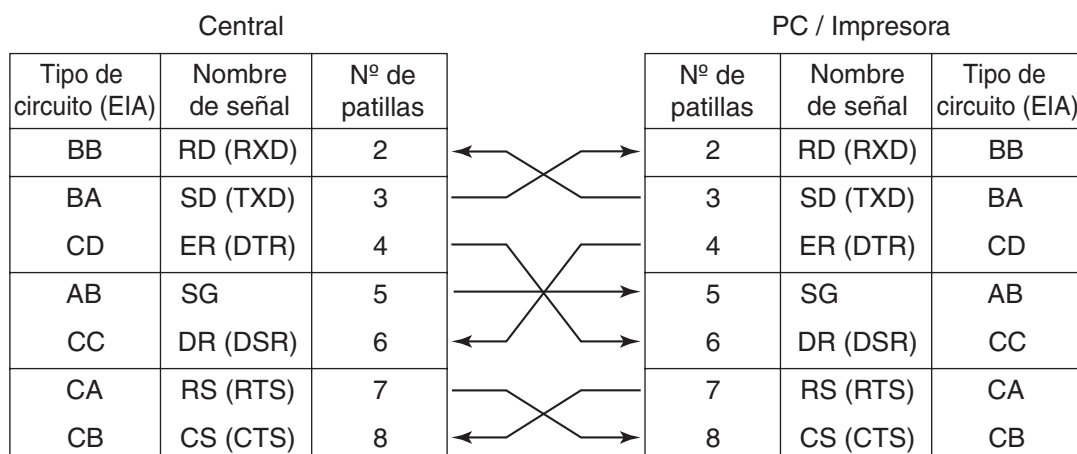 Central
PC / Impresora
Tipo de circuito (EIA) Nombre de señal Nº de patillas Nº de patillas Nombre de señal Tipo de circuito (EIA)
BB RD (RXD) 2 2 RD (RXD) BB
BA SD (TXD) 3 3 SD (TXD) BA
CD ER (DTR) 4 4 ER (DTR) CD
AB SG 5 5 SG AB
CC DR (DSR) 6 6 DR (DSR) CC
CA RS (RTS) 7 7 RS (RTS) CA
CB CS (CTS) 8 8 CS (CTS) CB